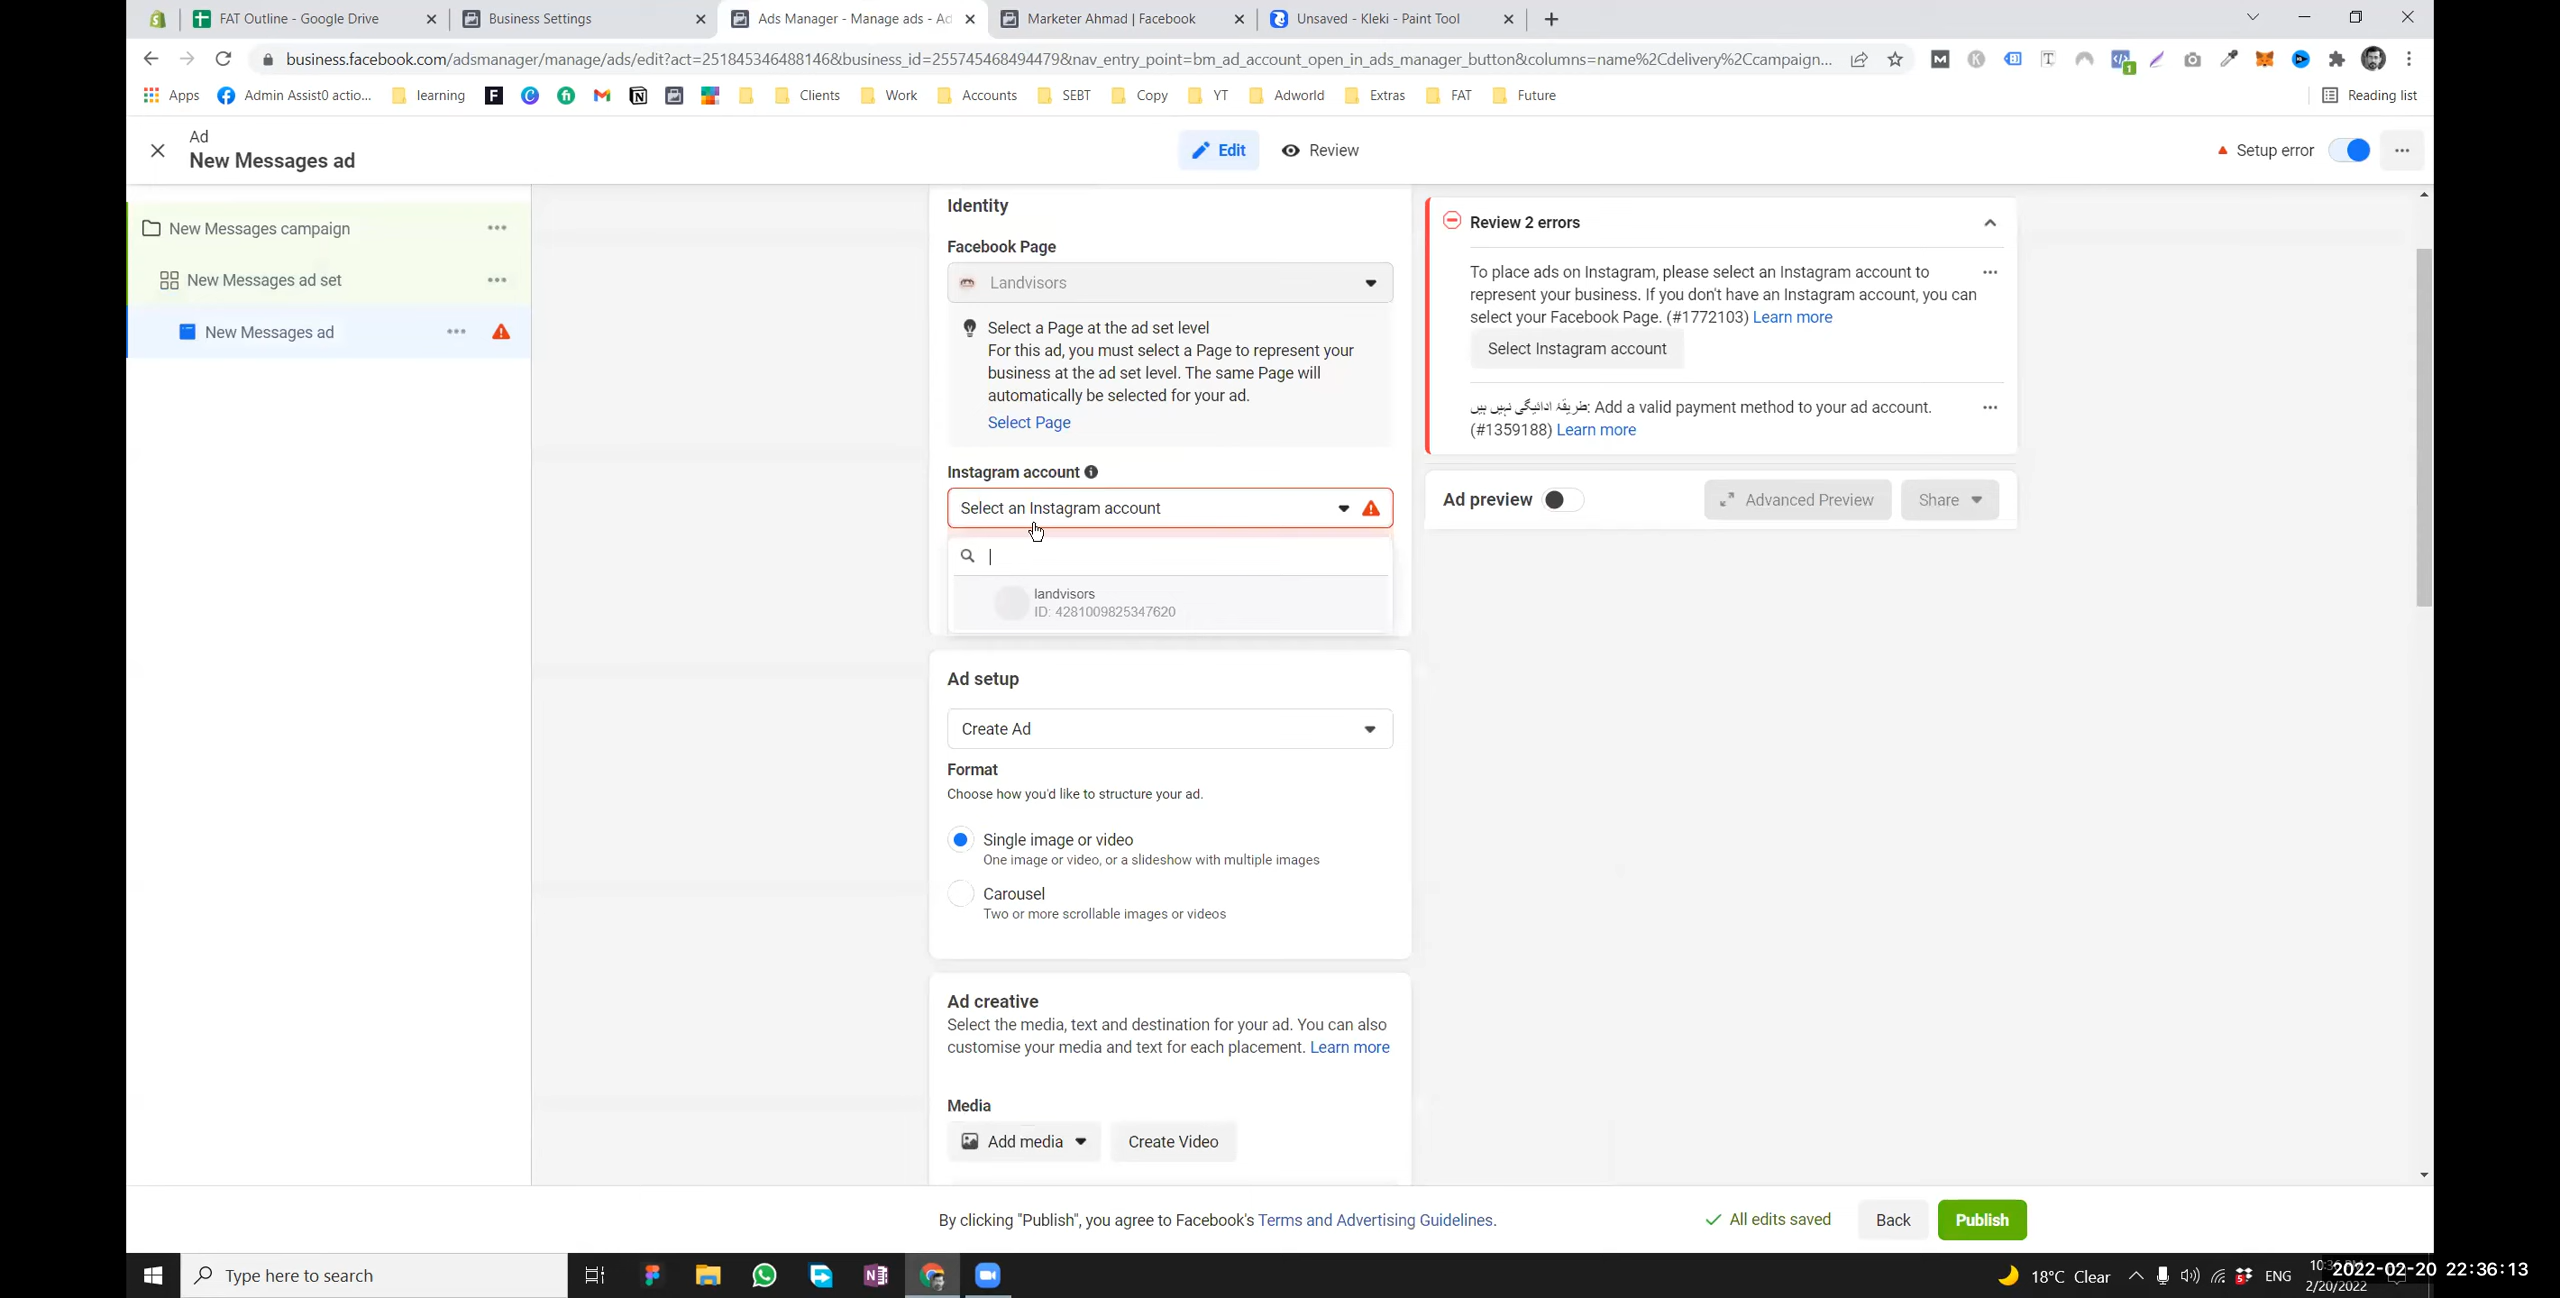 FAT Outline - Google Drive
Business Settings
Ads Manager - Manage ads - Ad
Marketer Ahmad | Facebook
Unsaved - Kleki - Paint Tool
business.facebook.com/adsmanager/manage/ads/edit?act=251845346488146&business_id=255745468494479&nav_entry_point=bm_ad_account_open_in_ads_manager_button&columns=name%2Cdelivery%2Ccampaign...
Apps
Admin Assist0 actio...
learning
Clients
Work
Accounts
SEBT
Copy
YT
Adworld
Extras
FAT
Future
Reading list
Ad
New Messages ad
Edit
Review
Setup error
New Messages campaign
New Messages ad set
New Messages ad
Identity
Facebook Page
Landvisors
Select a Page at the ad set level
For this ad, you must select a Page to represent your
business at the ad set level. The same Page will
automatically be selected for your ad.
Select Page
Instagram account
Select an Instagram account
landvisors
ID: 4281009825347620
Ad setup
Create Ad
Format
Choose how you'd like to structure your ad.
Single image or video
One image or video, or a slideshow with multiple images
Carousel
Two or more scrollable images or videos
Ad creative
Select the media, text and destination for your ad. You can also
customise your media and text for each placement. Learn more
Media
Add media
Create Video
Review 2 errors
To place ads on Instagram, please select an Instagram account to
represent your business. If you don't have an Instagram account, you can
select your Facebook Page. (#1772103) Learn more
Select Instagram account
طریقۂ ادائیگی نہیں ہیں: Add a valid payment method to your ad account.
(#1359188) Learn more
Ad preview
Advanced Preview
Share
By clicking "Publish", you agree to Facebook's Terms and Advertising Guidelines.
All edits saved
Back
Publish
Type here to search
18°C Clear
ENG
2/20/2022
2022-02-20 22:36:13